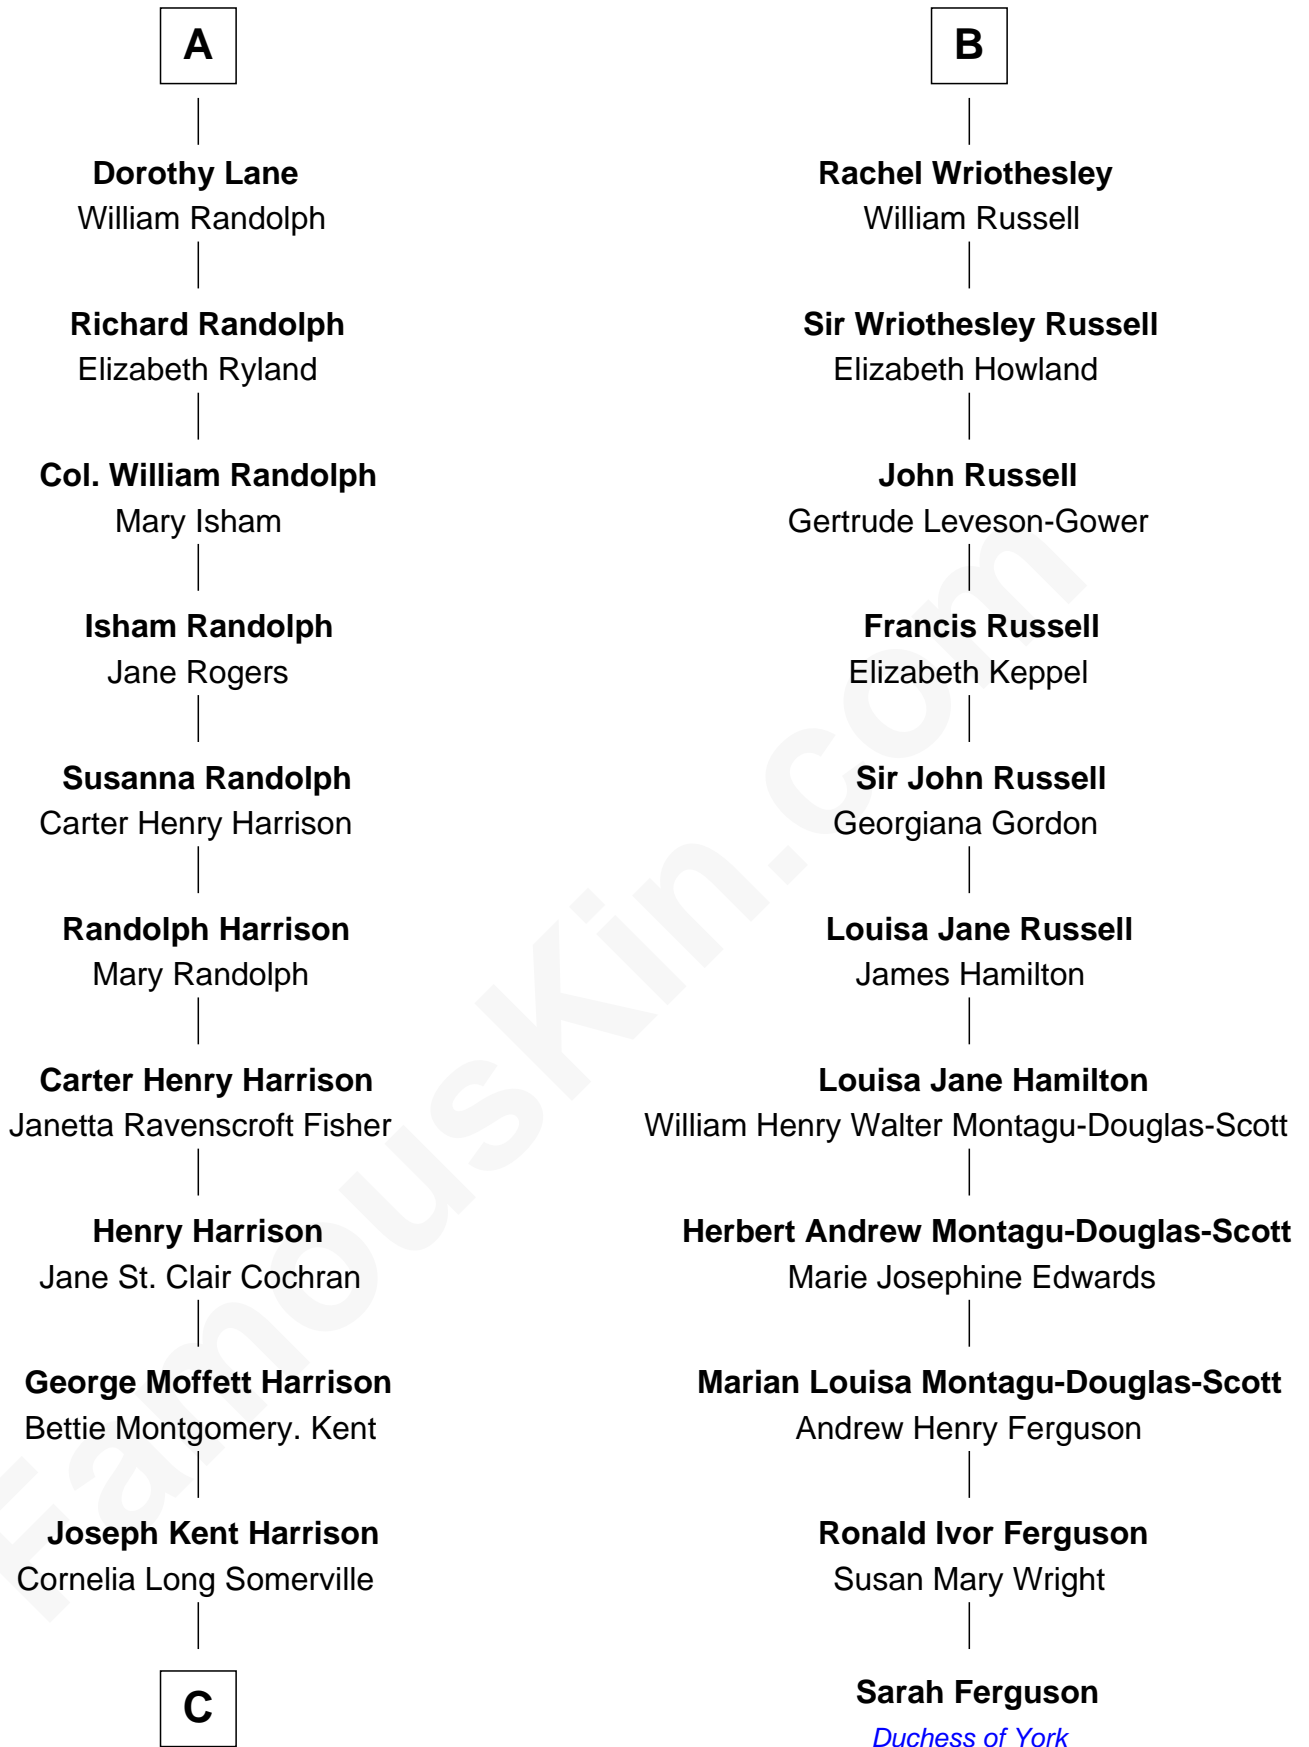 A
Dorothy Lane
William Randolph
Richard Randolph
Elizabeth Ryland
Col. William Randolph
Mary Isham
Isham Randolph
Jane Rogers
Susanna Randolph
Carter Henry Harrison
Randolph Harrison
Mary Randolph
Carter Henry Harrison
Janetta Ravenscroft Fisher
Henry Harrison
Jane St. Clair Cochran
George Moffett Harrison
Bettie Montgomery. Kent
Joseph Kent Harrison
Cornelia Long Somerville
C
B
Rachel Wriothesley
William Russell
Sir Wriothesley Russell
Elizabeth Howland
John Russell
Gertrude Leveson-Gower
Francis Russell
Elizabeth Keppel
Sir John Russell
Georgiana Gordon
Louisa Jane Russell
James Hamilton
Louisa Jane Hamilton
William Henry Walter Montagu-Douglas-Scott
Herbert Andrew Montagu-Douglas-Scott
Marie Josephine Edwards
Marian Louisa Montagu-Douglas-Scott
Andrew Henry Ferguson
Ronald Ivor Ferguson
Susan Mary Wright
Sarah Ferguson
Duchess of York
FamousKin.com